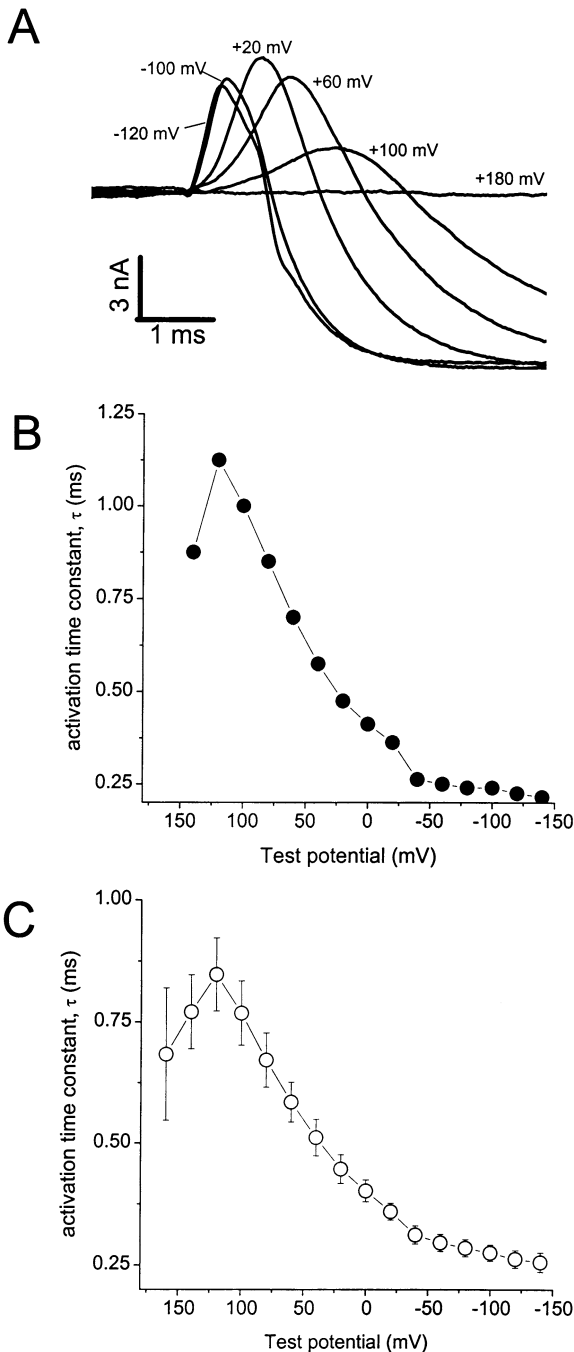 A
+20 mV
-100 mV
+60 mV
-120 mV
+100 mV
+180 mV
3 nA
1 ms
B
activation time constant, τ (ms)
1.25
1.00
0.75
0.50
0.25
150 100 50 0 -50 -100 -150
Test potential (mV)
C
activation time constant, τ (ms)
1.00
0.75
0.50
0.25
150 100 50 0 -50 -100 -150
Test potential (mV)